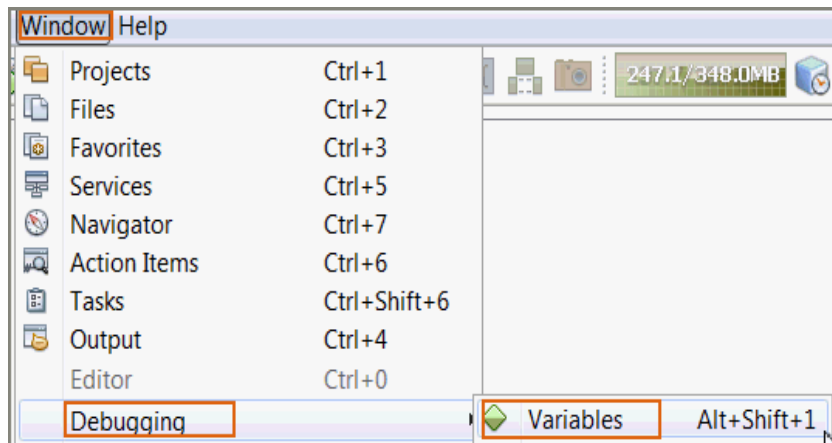 Window Help
247.1/348.0MB
Projects Ctrl+1
Files Ctrl+2
Favorites Ctrl+3
Services Ctrl+5
Navigator Ctrl+7
Action Items Ctrl+6
Tasks Ctrl+Shift+6
Output Ctrl+4
Editor Ctrl+0
Debugging
Variables Alt+Shift+1